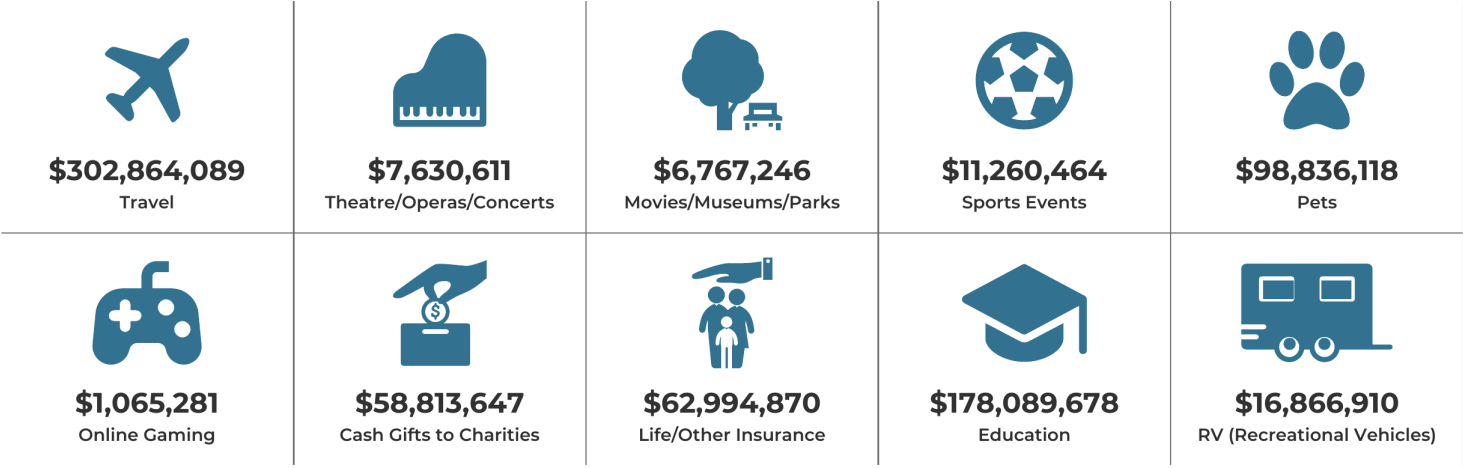 $302,864,089
Travel
$7,630,611
Theatre/Operas/Concerts
$6,767,246
Movies/Museums/Parks
$11,260,464
Sports Events
$98,836,118
Pets
$1,065,281
Online Gaming
$
$58,813,647
Cash Gifts to Charities
$62,994,870
Life/Other Insurance
$178,089,678
Education
$16,866,910
RV (Recreational Vehicles)